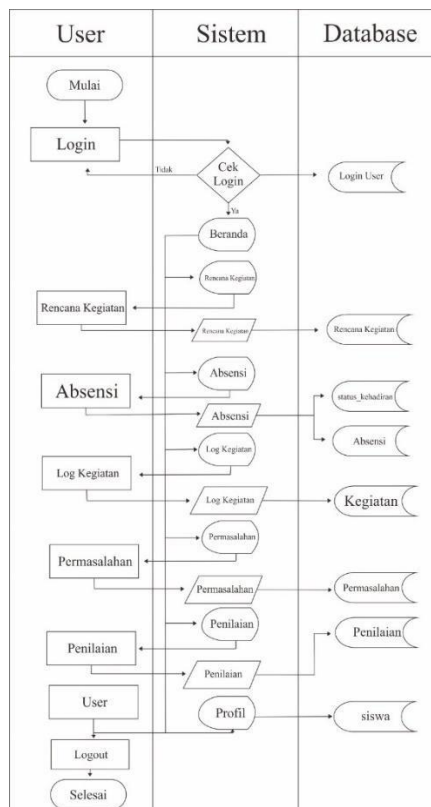 User Sistem Database
Mulai
Login
Cek
Login
Tidak
Login User
Ya
Beranda
Rencana Kegiatan
Rencana Kegiatan
Rencana Kegiatan
Rencana Kegiatan
Absensi
Absensi
Absensi
status_kehadiran
Absensi
Log Kegiatan
Log Kegiatan
Log Kegiatan
Kegiatan
Permasalahan
Permasalahan
Permasalahan
Permasalahan
Penilaian
Penilaian
Penilaian
Penilaian
User
Profil
siswa
Logout
Selesai